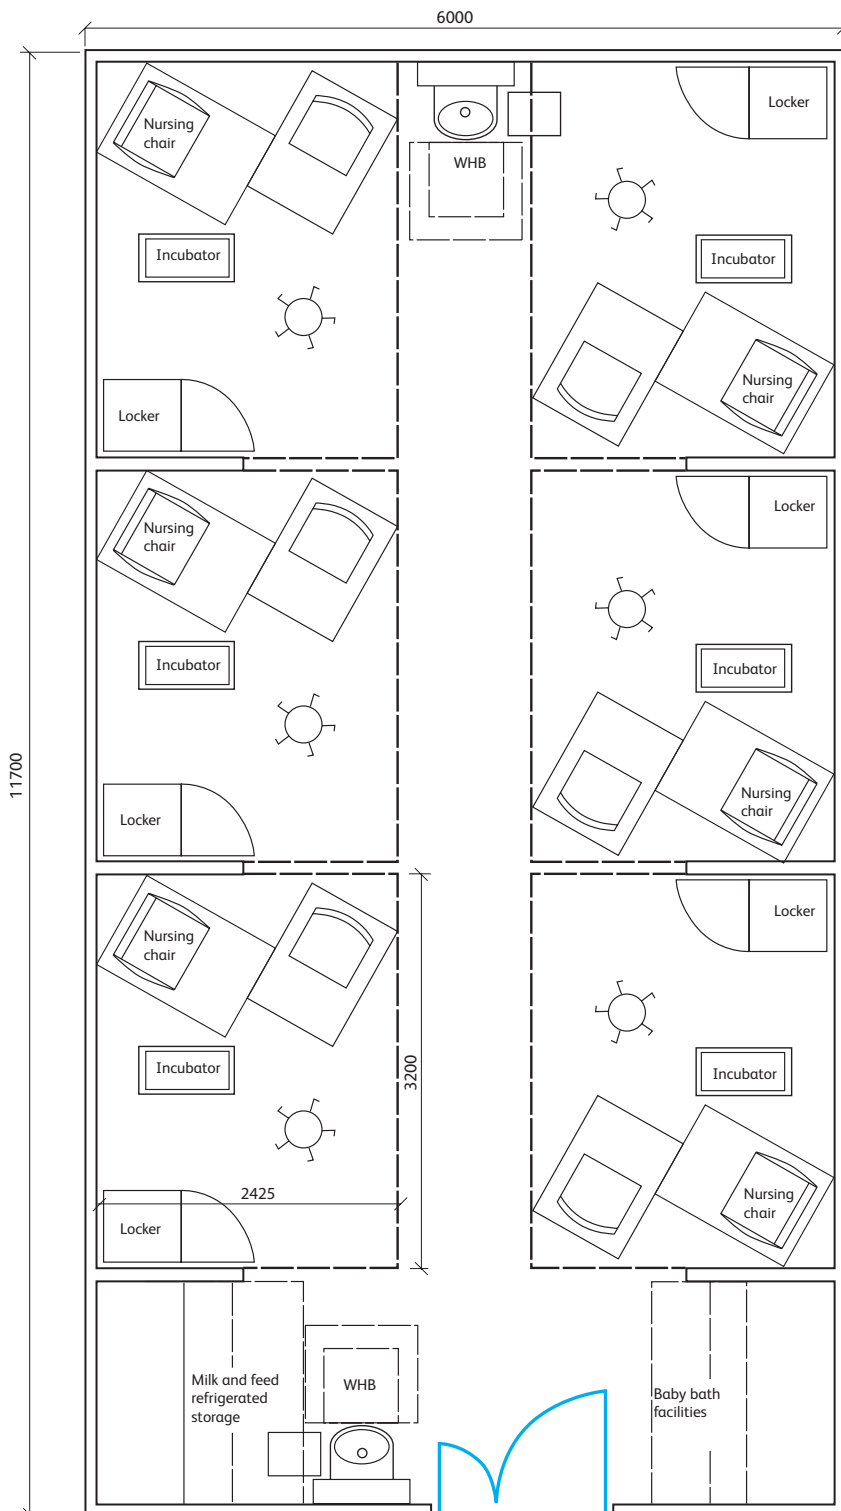 6000
Nursing
chair
WHB
Locker
Incubator
Incubator
Nursing
chair
Locker
Nursing
chair
Locker
Incubator
Incubator
11700
Nursing
chair
Locker
Nursing
chair
Locker
Incubator
3200
Incubator
2425
Nursing
chair
Locker
Milk and feed
refrigerated
storage
WHB
Baby bath
facilities